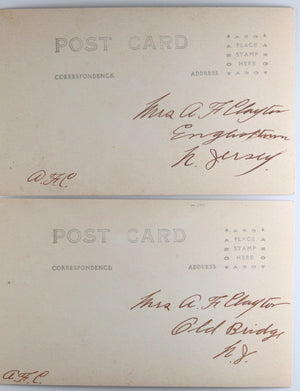 POST CARD
CORRESPONDENCE ADDRESS
PLACE
STAMP
HERE
Mrs A F Clayton
Englishtown
N. Jersey
A.F.C.
POST CARD
CORRESPONDENCE ADDRESS
PLACE
STAMP
HERE
Mrs A F Clayton
Old Bridge
N.J.
A.F.C.